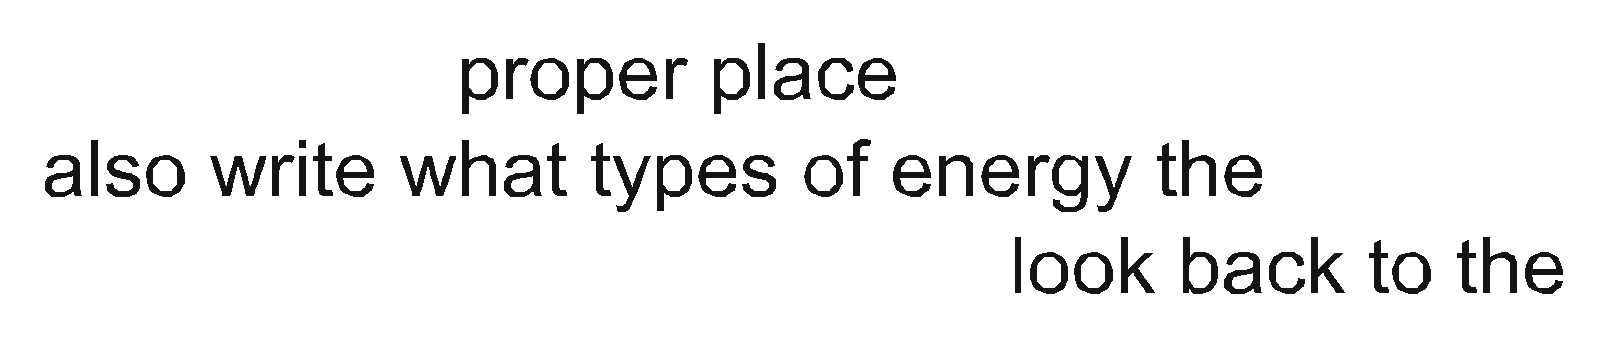 proper place
also write what types of energy the
look back to the